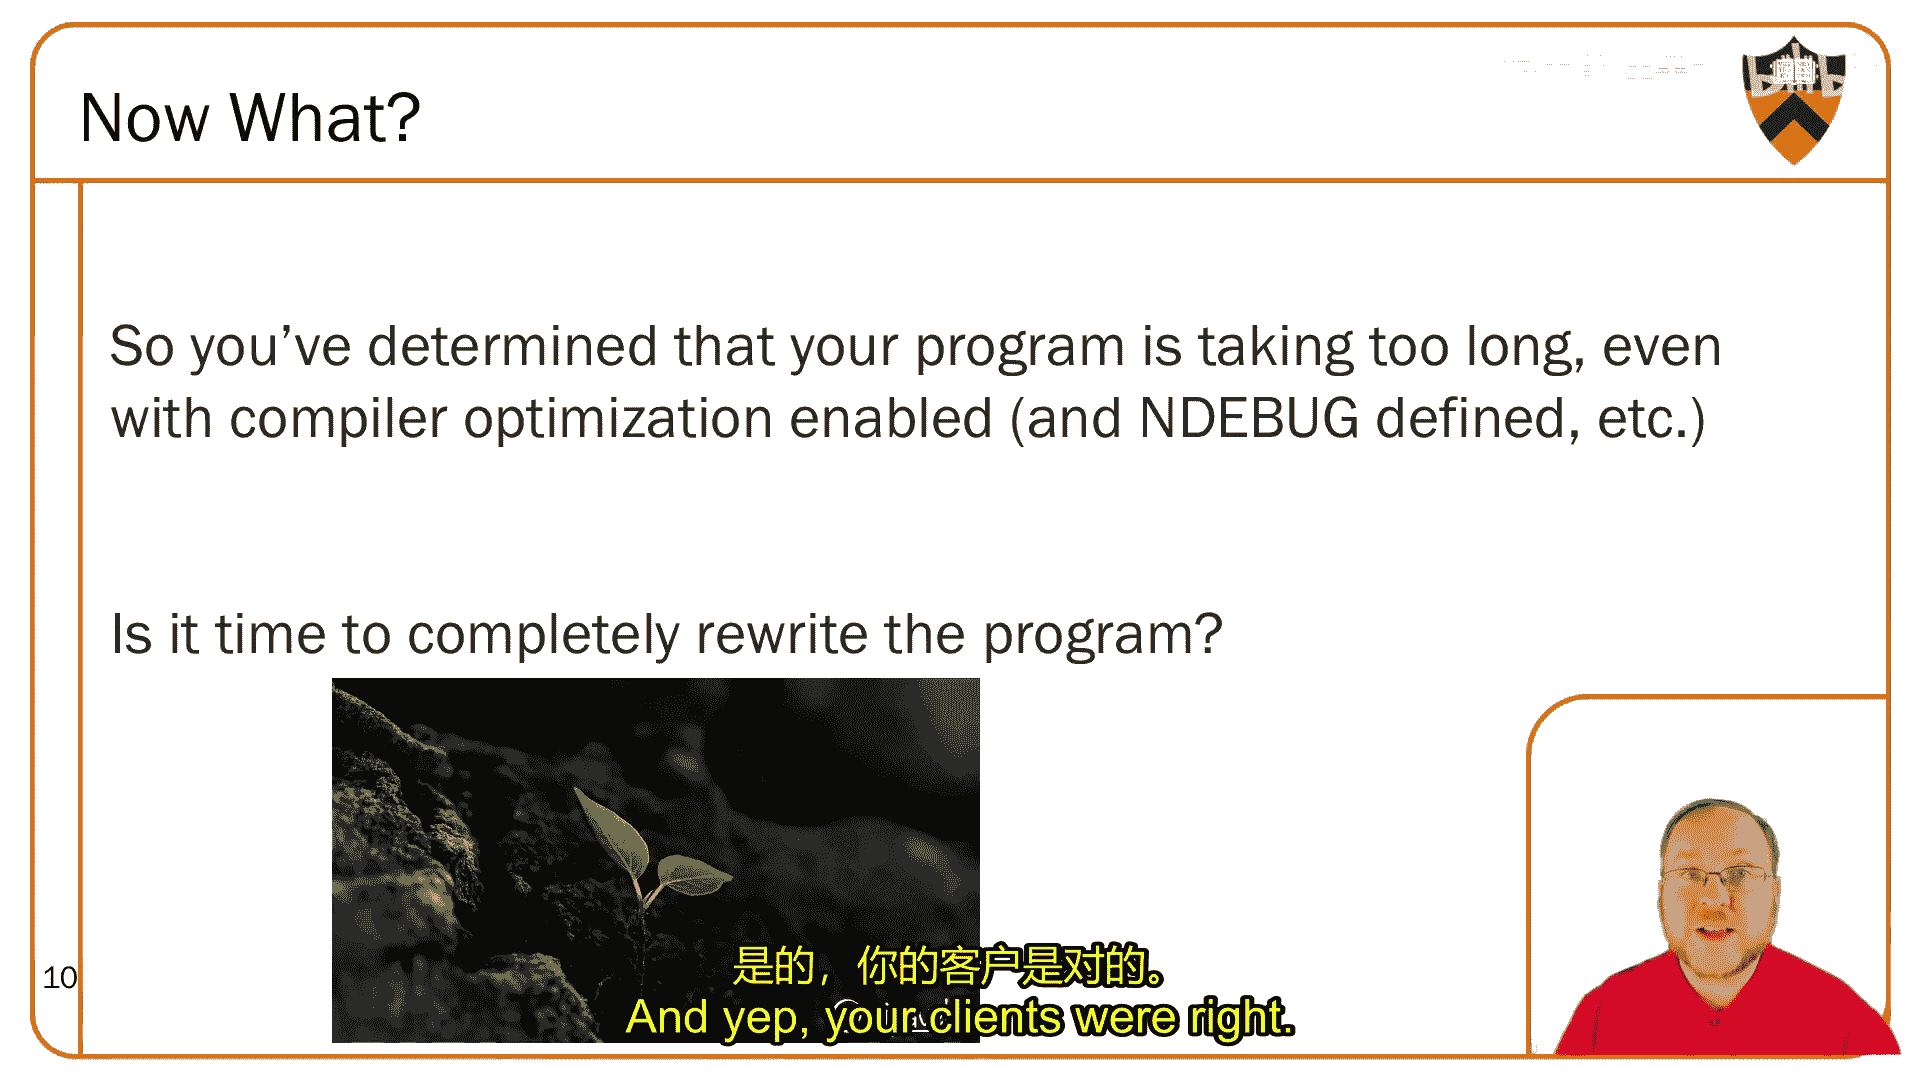 Now What?
So you’ve determined that your program is taking too long, even
with compiler optimization enabled (and NDEBUG defined, etc.)
Is it time to completely rewrite the program?
10
是的，你的客户是对的。
And yep, your clients were right.